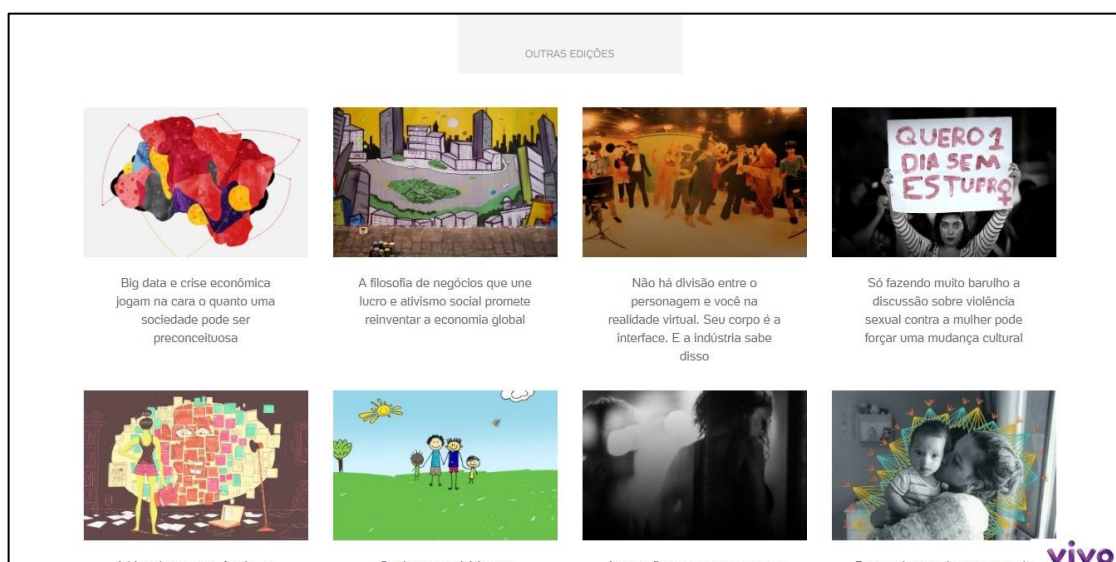 OUTRAS EDIÇÕES
QUERO 1
DIA SEM
ESTUPRO
Big data e crise econômica
jogam na cara o quanto uma
sociedade pode ser
preconceituosa
A filosofia de negócios que une
lucro e ativismo social promete
reinventar a economia global
Não há divisão entre o
personagem e você na
realidade virtual. Seu corpo é a
interface. E a indústria sabe
disso
Só fazendo muito barulho a
discussão sobre violência
sexual contra a mulher pode
forçar uma mudança cultural
vivo